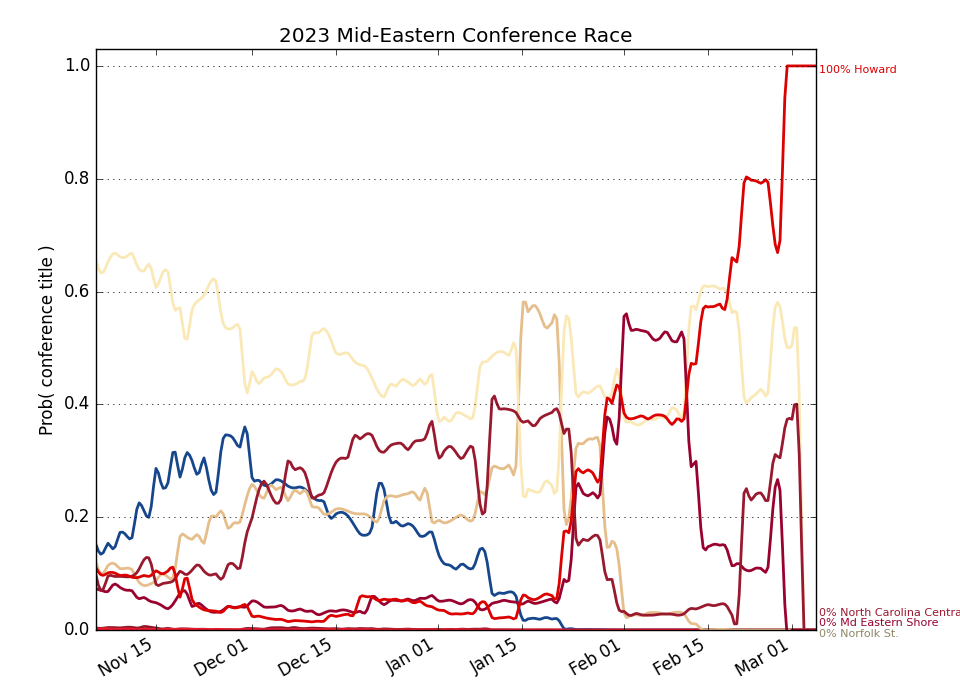 2023 Mid-Eastern Conference Race
1.0
100% Howard
0.8
0.6
Prob( conference title )
0.4
0.2
0% North Carolina Centra
0% Md Eastern Shore
0% Norfolk St.
0.0
Nov 15 Dec 01 Dec 15 Jan 01 Jan 15 Feb 01 Feb 15 Mar 01